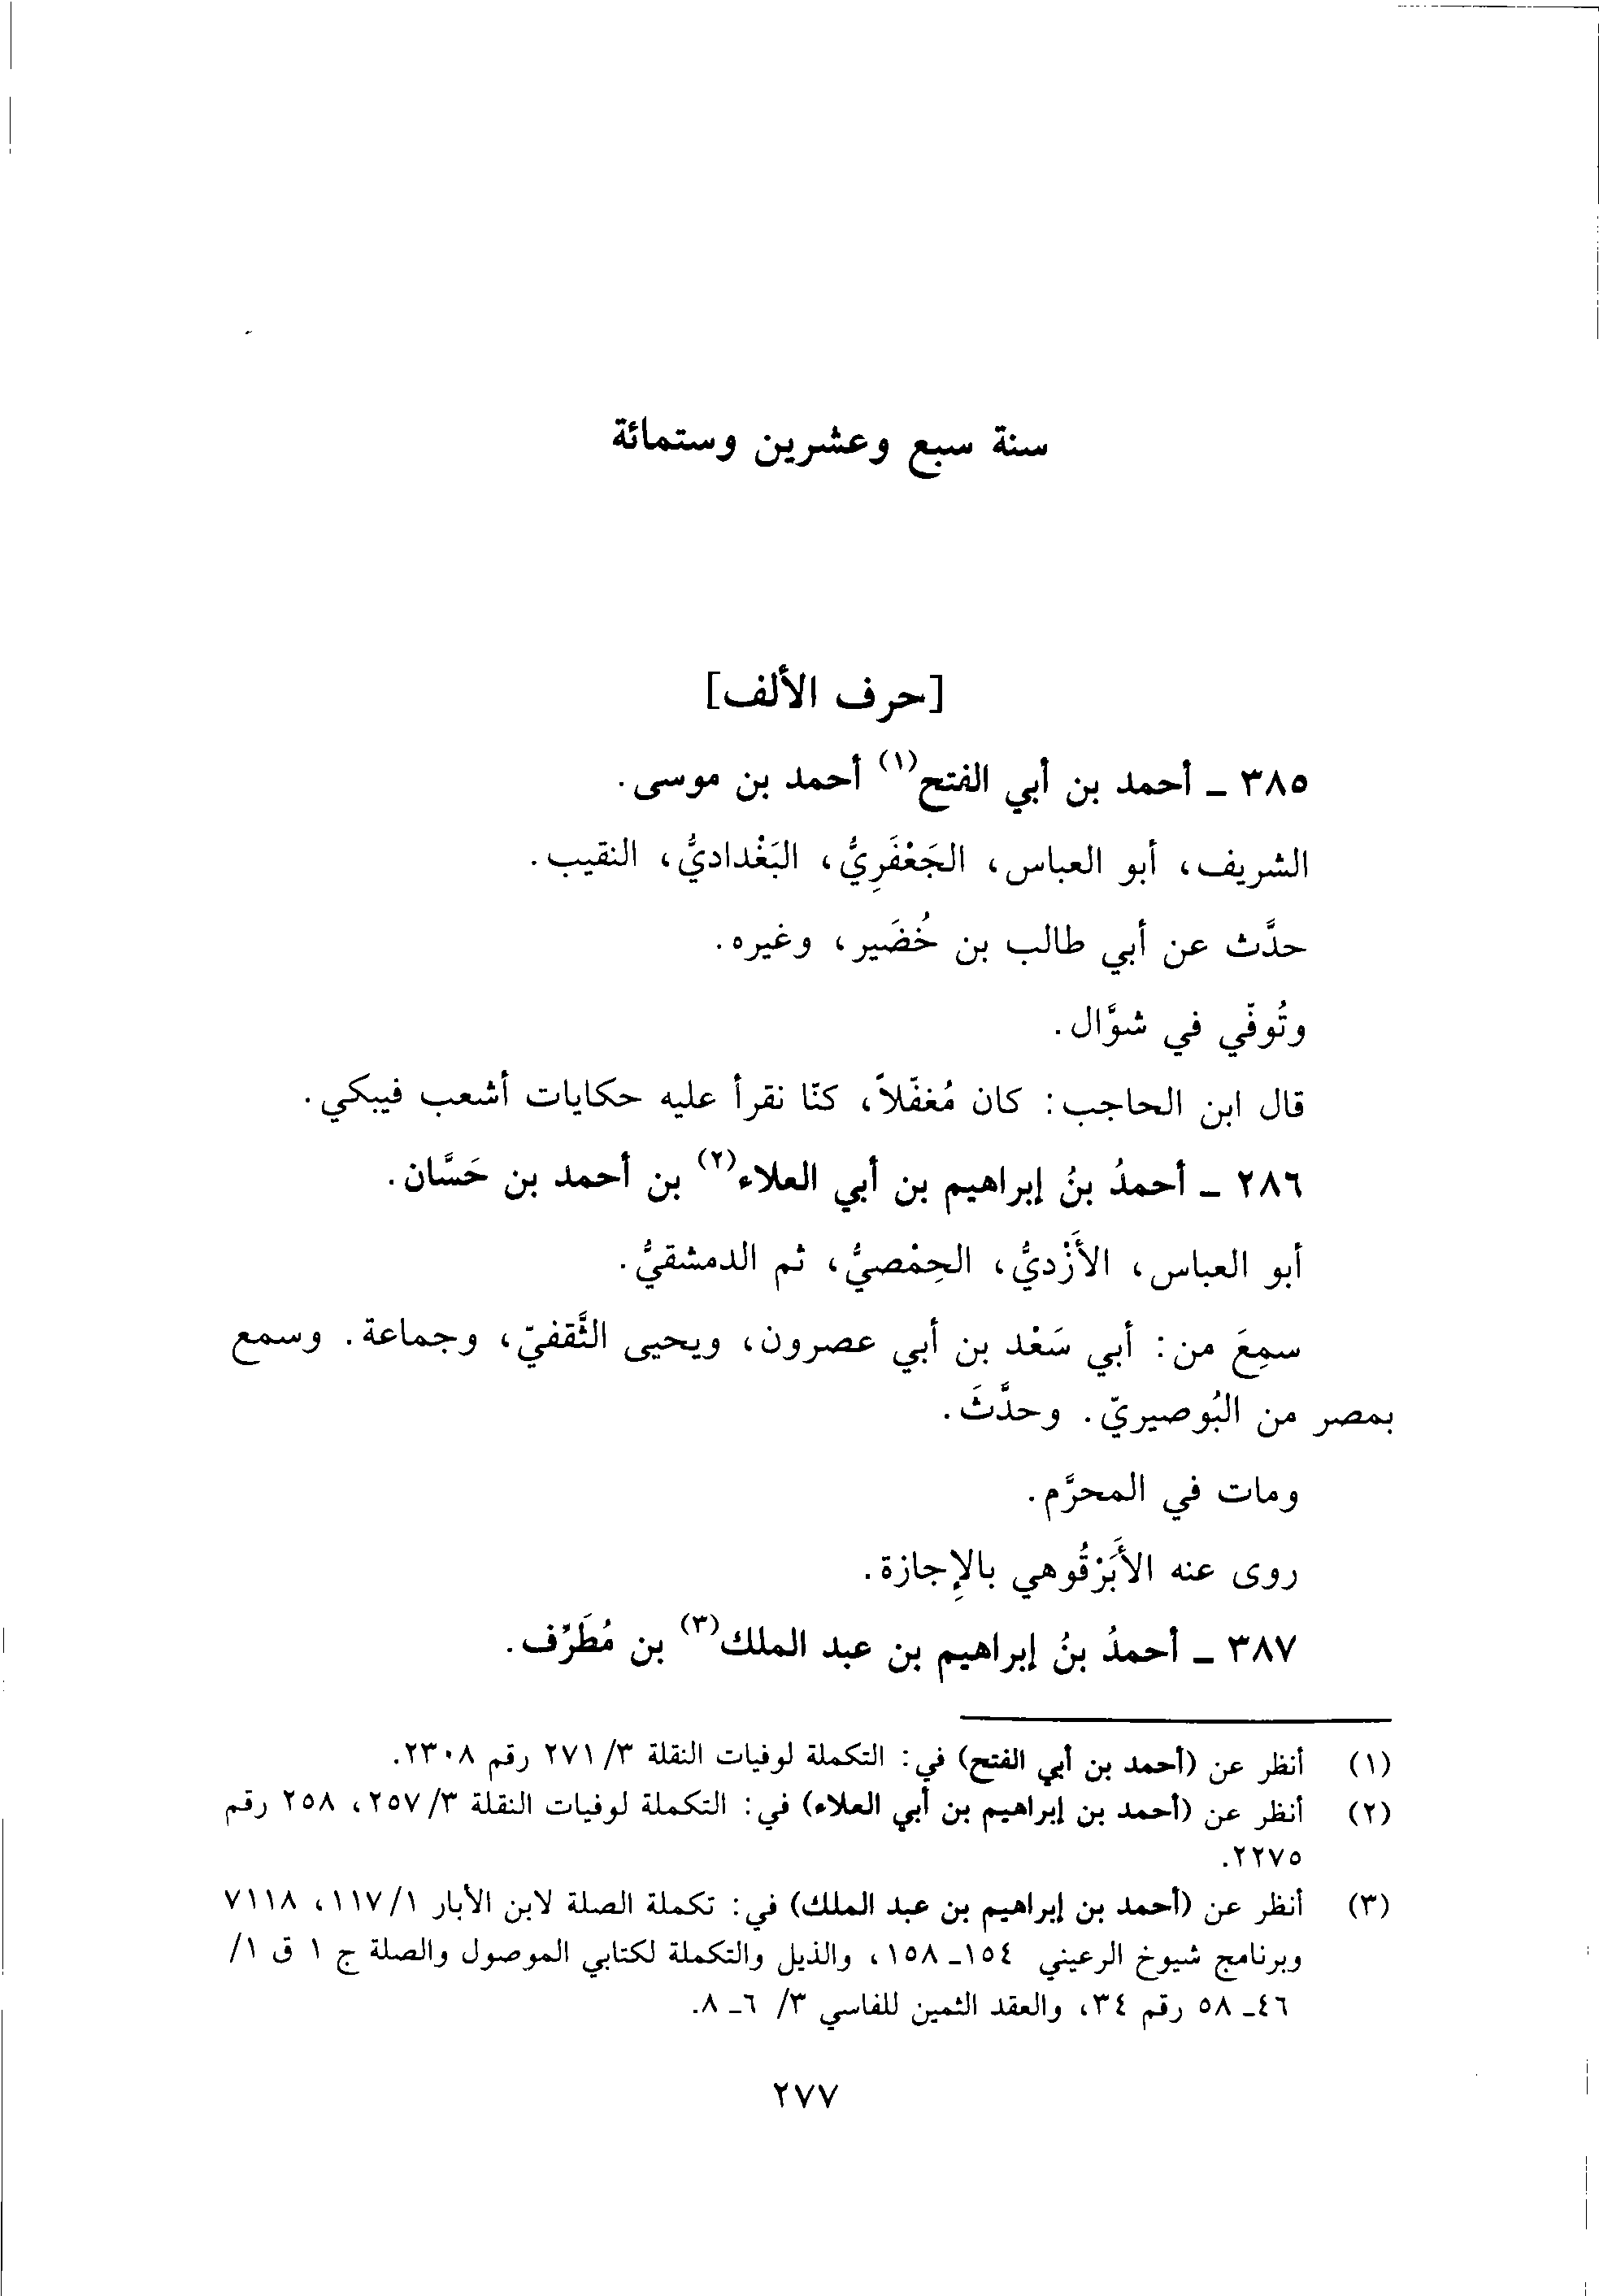 سنة سبع وعشرين وستمائة
[حرف الألف]
٣٨٥ ـ أحمد بن أبي الفتح(١) أحمد بن موسى.
الشريف، أبو العباس، الجَعْفَرِيُّ، البَغْداديُّ، النقيب.
حدَّث عن أبي طالب بن خُضَير، وغيره.
وتُوفّي في شوَّال.
قال ابن الحاجب: كان مُغفّلاً، كنّا نقرأ عليه حكايات أشعب فيبكي.
٢٨٦ ـ أحمدُ بنُ إبراهيم بن أبي العلاء(٢) بن أحمد بن حَسَّان.
أبو العباس، الأَزْديُّ، الحِمْصيُّ، ثم الدمشقيُّ.
سمِعَ من: أبي سَعْد بن أبي عصرون، ويحيى الثَّقفيّ، وجماعة. وسمع
بمصر من البُوصيريّ. وحدَّثَ.
ومات في المحرَّم.
روى عنه الأَبَرْقُوهي بالإِجازة.
٣٨٧ ـ أحمدُ بنُ إبراهيم بن عبد الملك(٣) بن مُطَرِّف.
(١) أنظر عن (أحمد بن أبي الفتح) في: التكملة لوفيات النقلة ٣/ ٢٧١ رقم ٢٣٠٨.
(٢) أنظر عن (أحمد بن إبراهيم بن أبي العلاء) في: التكملة لوفيات النقلة ٣/ ٢٥٧، ٢٥٨ رقم
٢٢٧٥.
(٣) أنظر عن (أحمد بن إبراهيم بن عبد الملك) في: تكملة الصلة لابن الأبار ١/ ١١٧، ٧١١٨
وبرنامج شيوخ الرعيني ١٥٤ـ ١٥٨، والذيل والتكملة لكتابي الموصول والصلة ج ١ ق ١/
٤٦ـ ٥٨ رقم ٣٤، والعقد الثمين للفاسي ٣/ ٦ـ ٨.
٢٧٧